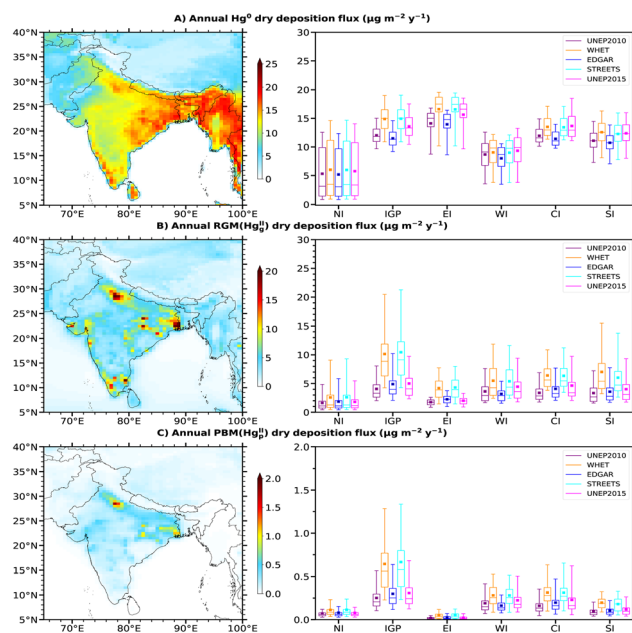 A) Annual Hg⁰ dry deposition flux (μg m⁻² y⁻¹)
40°N
35°N
30°N
25°N
20°N
15°N
10°N
5°N
70°E 80°E 90°E 100°E
25
20
15
10
5
0
30
25
20
15
10
5
0
NI IGP EI WI CI SI
UNEP2010
WHET
EDGAR
STREETS
UNEP2015
B) Annual RGM(Hgᴵᴵg) dry deposition flux (μg m⁻² y⁻¹)
40°N
35°N
30°N
25°N
20°N
15°N
10°N
5°N
70°E 80°E 90°E 100°E
20
15
10
5
0
30
25
20
15
10
5
0
NI IGP EI WI CI SI
UNEP2010
WHET
EDGAR
STREETS
UNEP2015
C) Annual PBM(Hgᴵᴵp) dry deposition flux (μg m⁻² y⁻¹)
40°N
35°N
30°N
25°N
20°N
15°N
10°N
5°N
70°E 80°E 90°E 100°E
2.0
1.5
1.0
0.5
0.0
2.0
1.5
1.0
0.5
0.0
NI IGP EI WI CI SI
UNEP2010
WHET
EDGAR
STREETS
UNEP2015